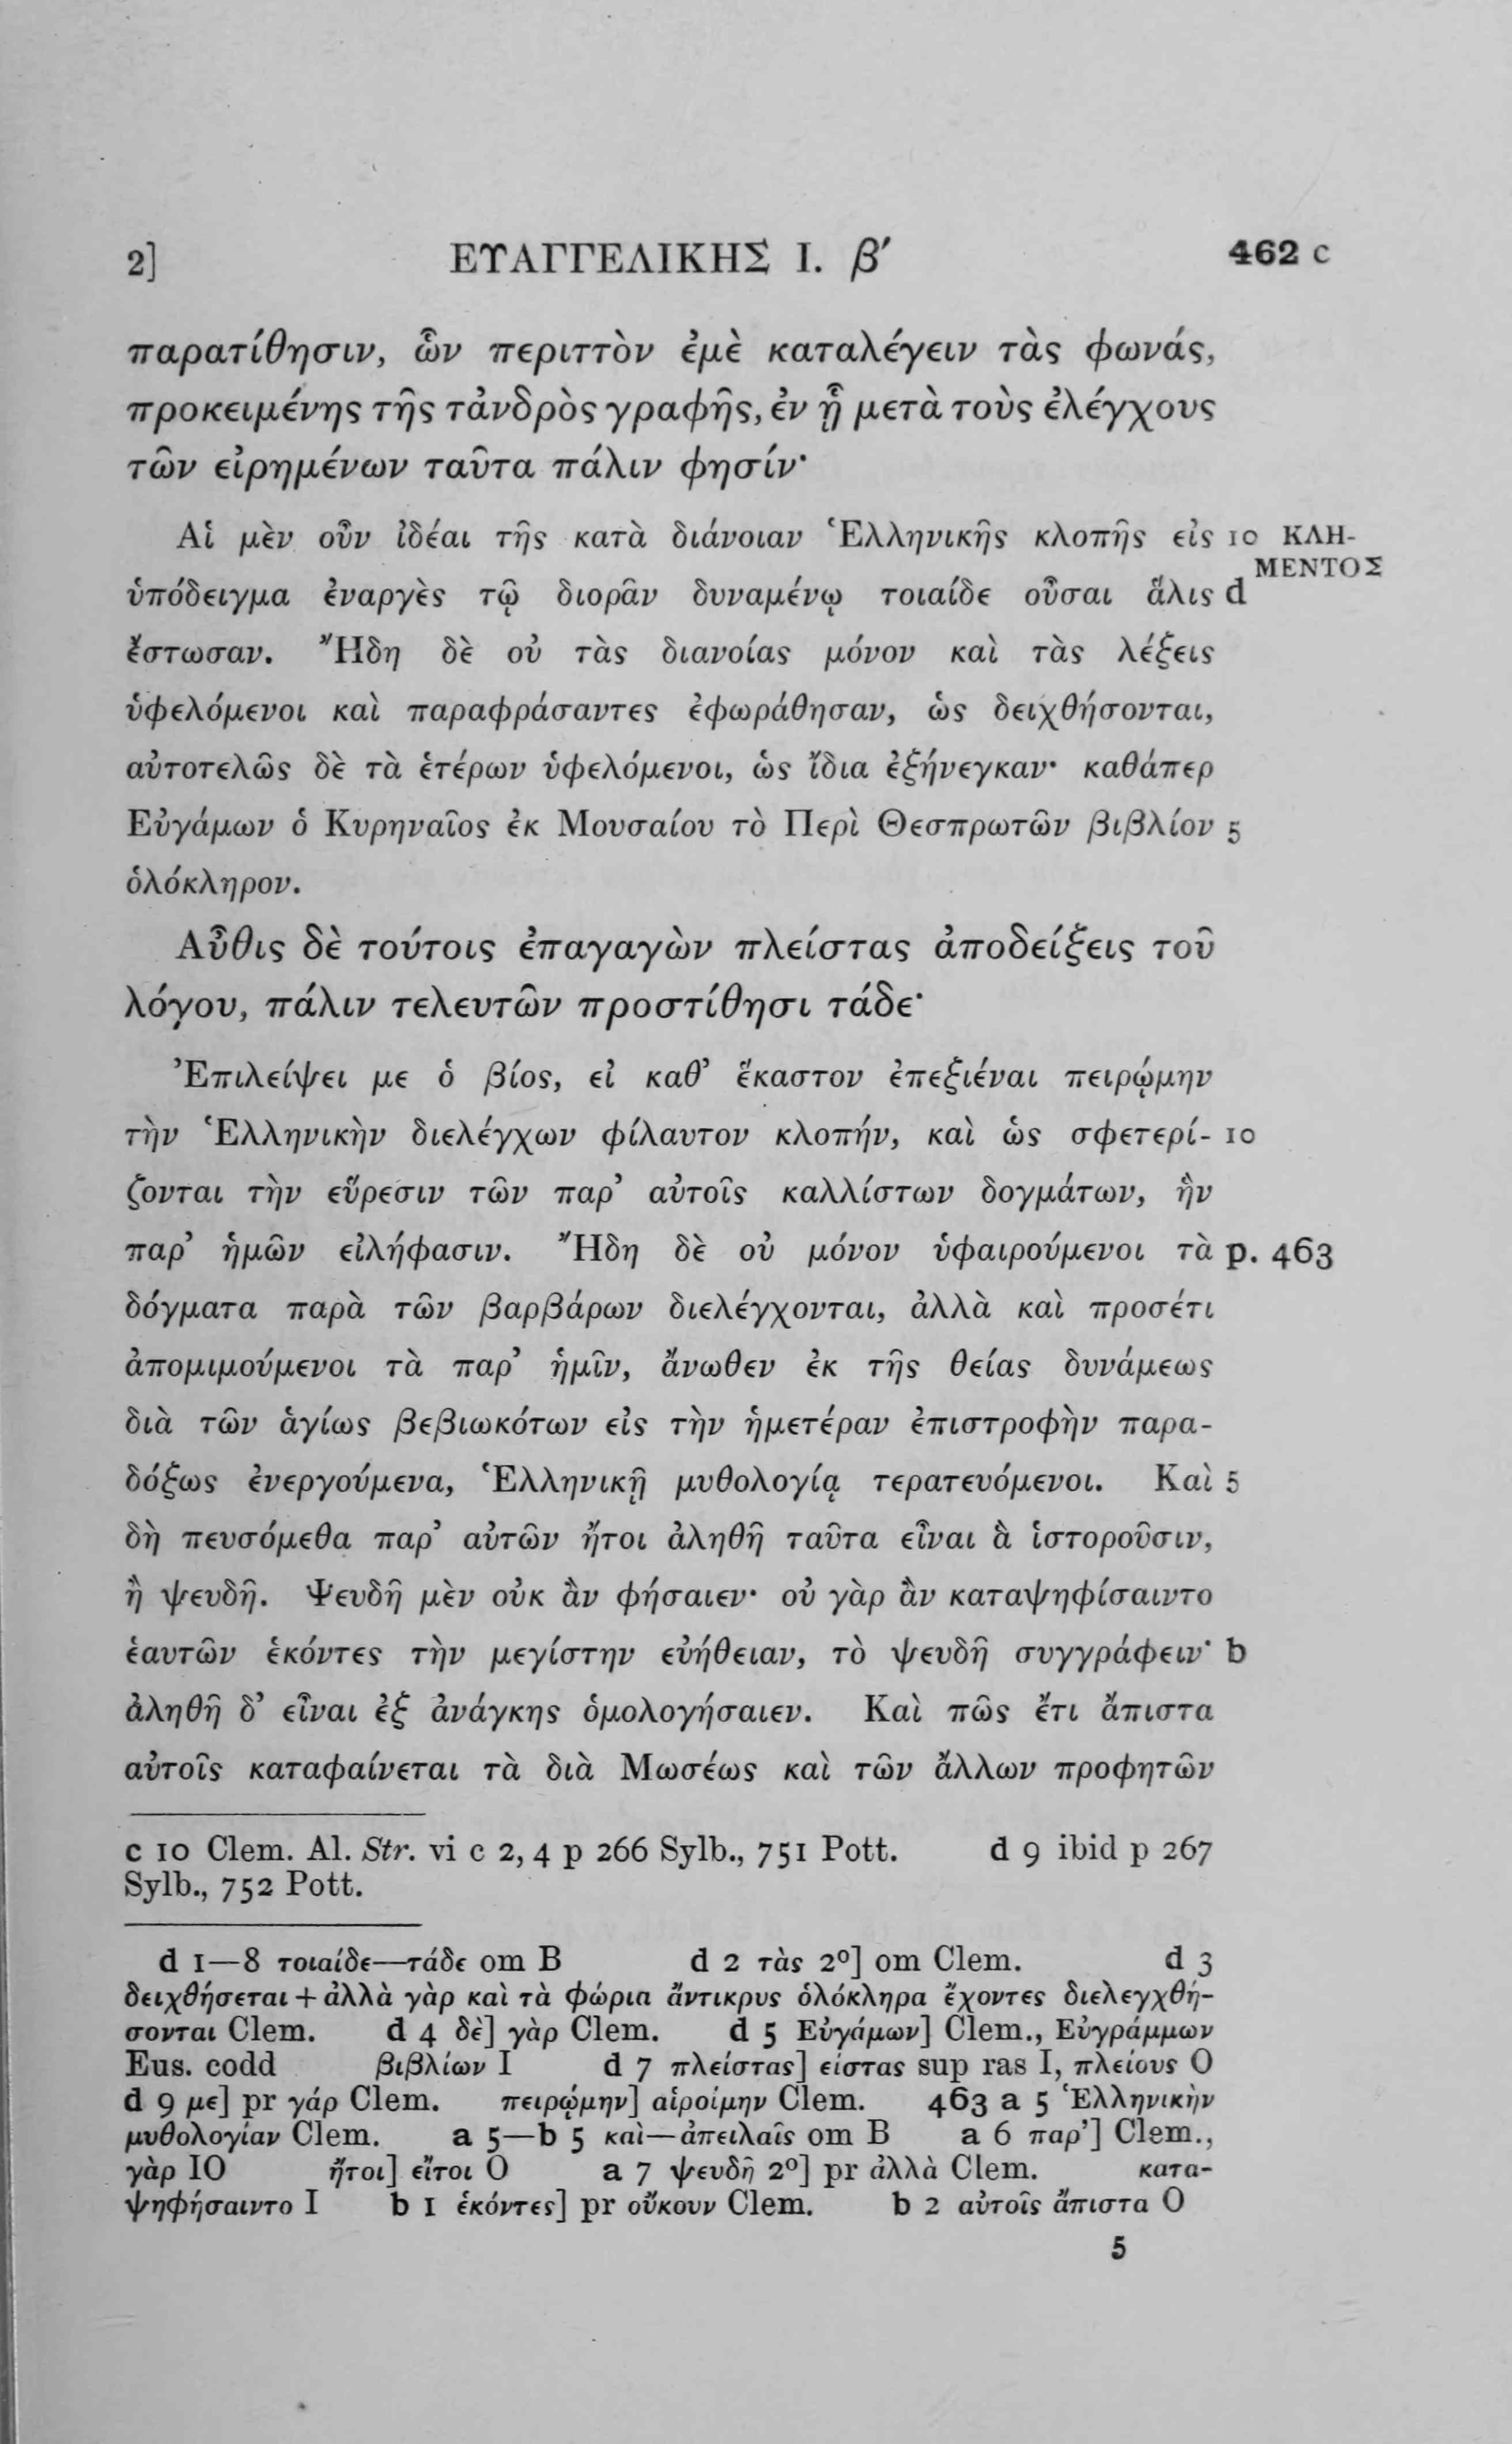 2] ΕΥΑΓΓΕΛΙΚΗΣ Ι. β′ 462 c
παρατίθησιν, ὧν περιττὸν ἐμὲ καταλέγειν τὰς φωνάς,
προκειμένης τῆς τἀνδρὸς γραφῆς, ἐν ᾗ μετὰ τοὺς ἐλέγχους
τῶν εἰρημένων ταῦτα πάλιν φησίν·
Αἱ μὲν οὖν ἰδέαι τῆς κατὰ διάνοιαν Ἑλληνικῆς κλοπῆς εἰς 10 ΚΛΗ-
ΜΕΝΤΟΣ
ὑπόδειγμα ἐναργὲς τῷ διορᾶν δυναμένῳ τοιαίδε οὖσαι ἅλις d
ἔστωσαν. Ἤδη δὲ οὐ τὰς διανοίας μόνον καὶ τὰς λέξεις
ὑφελόμενοι καὶ παραφράσαντες ἐφωράθησαν, ὡς δειχθήσονται,
αὐτοτελῶς δὲ τὰ ἑτέρων ὑφελόμενοι, ὡς ἴδια ἐξήνεγκαν· καθάπερ
Εὐγάμων ὁ Κυρηναῖος ἐκ Μουσαίου τὸ Περὶ Θεσπρωτῶν βιβλίον 5
ὁλόκληρον.
Αὖθις δὲ τούτοις ἐπαγαγὼν πλείστας ἀποδείξεις τοῦ
λόγου, πάλιν τελευτῶν προστίθησι τάδε·
Ἐπιλείψει με ὁ βίος, εἰ καθ’ ἕκαστον ἐπεξιέναι πειρῴμην
τὴν Ἑλληνικὴν διελέγχων φίλαυτον κλοπήν, καὶ ὡς σφετερί- 10
ζονται τὴν εὕρεσιν τῶν παρ’ αὐτοῖς καλλίστων δογμάτων, ἣν
παρ’ ἡμῶν εἰλήφασιν. Ἤδη δὲ οὐ μόνον ὑφαιρούμενοι τὰ p. 463
δόγματα παρὰ τῶν βαρβάρων διελέγχονται, ἀλλὰ καὶ προσέτι
ἀπομιμούμενοι τὰ παρ’ ἡμῖν, ἄνωθεν ἐκ τῆς θείας δυνάμεως
διὰ τῶν ἁγίως βεβιωκότων εἰς τὴν ἡμετέραν ἐπιστροφὴν παρα-
δόξως ἐνεργούμενα, Ἑλληνικῇ μυθολογίᾳ τερατευόμενοι. Καὶ 5
δὴ πευσόμεθα παρ’ αὐτῶν ἤτοι ἀληθῆ ταῦτα εἶναι ἃ ἱστοροῦσιν,
ἢ ψευδῆ. Ψευδῆ μὲν οὐκ ἂν φήσαιεν· οὐ γὰρ ἂν καταψηφίσαιντο
ἑαυτῶν ἑκόντες τὴν μεγίστην εὐήθειαν, τὸ ψευδῆ συγγράφειν· b
ἀληθῆ δ’ εἶναι ἐξ ἀνάγκης ὁμολογήσαιεν. Καὶ πῶς ἔτι ἄπιστα
αὐτοῖς καταφαίνεται τὰ διὰ Μωσέως καὶ τῶν ἄλλων προφητῶν
c 10 Clem. Al. Str. vi c 2, 4 p 266 Sylb., 751 Pott. d 9 ibid p 267
Sylb., 752 Pott.
d 1—8 τοιαίδε—τάδε om B d 2 τὰς 2⁰] om Clem. d 3
δειχθήσεται + ἀλλὰ γὰρ καὶ τὰ φώρια ἄντικρυς ὁλόκληρα ἔχοντες διελεγχθή-
σονται Clem. d 4 δὲ] γὰρ Clem. d 5 Εὐγάμων] Clem., Εὐγράμμων
Eus. codd βιβλίων I d 7 πλείστας] είστας sup ras I, πλείους O
d 9 με] pr γάρ Clem. πειρῴμην] αἱροίμην Clem. 463 a 5 Ἑλληνικὴν
μυθολογίαν Clem. a 5—b 5 καὶ—ἀπειλαῖς om B a 6 παρ’] Clem.,
γὰρ IO ἤτοι] εἴτοι O a 7 ψευδῆ 2⁰] pr ἀλλὰ Clem. κατα-
ψηφήσαιντο I b 1 ἑκόντες] pr οὔκουν Clem. b 2 αὐτοῖς ἄπιστα O
5